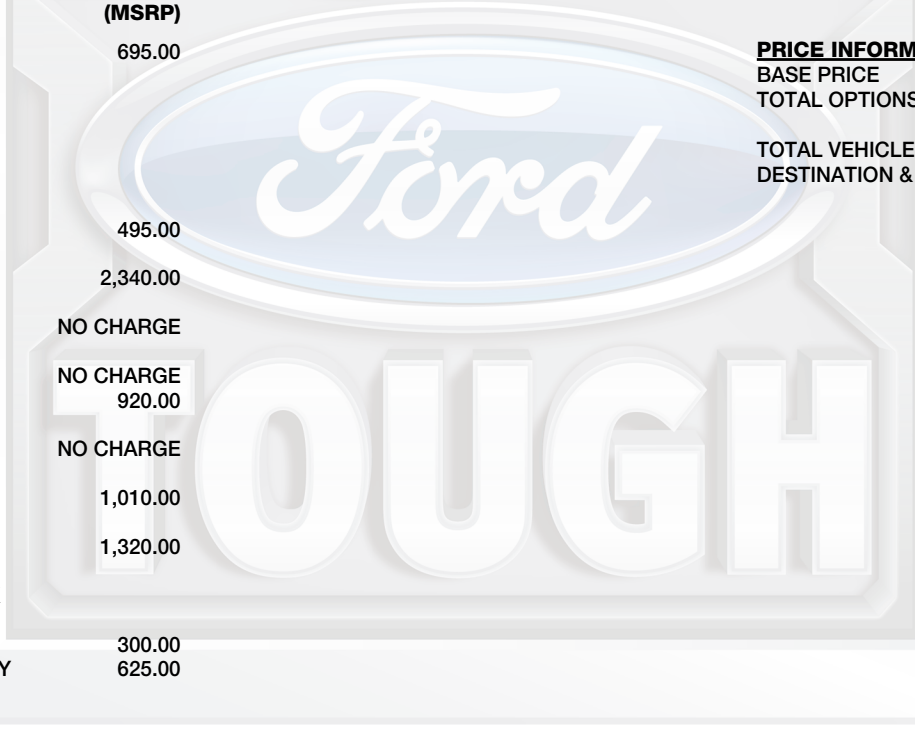 (MSRP)
695.00
PRICE INFORM
BASE PRICE
TOTAL OPTIONS
TOTAL VEHICLE
DESTINATION &
495.00
2,340.00
NO CHARGE
NO CHARGE
920.00
NO CHARGE
1,010.00
1,320.00
300.00
Y 625.00
Ford
TOUGH